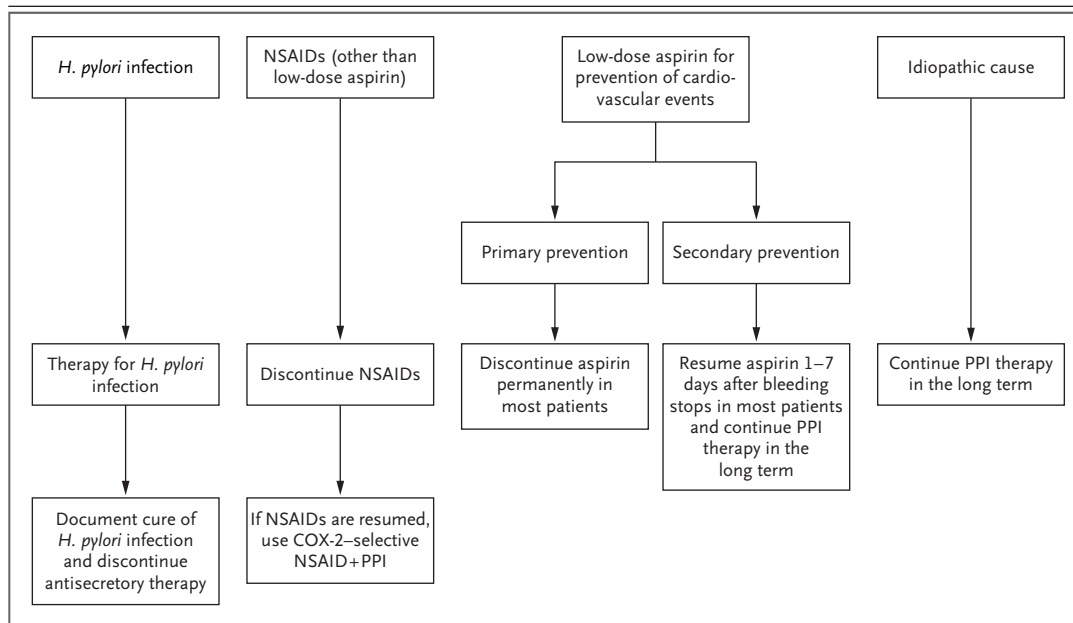 H. pylori infection
NSAIDs (other than
low-dose aspirin)
Low-dose aspirin for
prevention of cardio-
vascular events
Idiopathic cause
Primary prevention
Secondary prevention
Therapy for H. pylori
infection
Discontinue NSAIDs
Discontinue aspirin
permanently in
most patients
Resume aspirin 1–7
days after bleeding
stops in most patients
and continue PPI
therapy in the
long term
Continue PPI therapy
in the long term
Document cure of
H. pylori infection
and discontinue
antisecretory therapy
If NSAIDs are resumed,
use COX-2–selective
NSAID+PPI